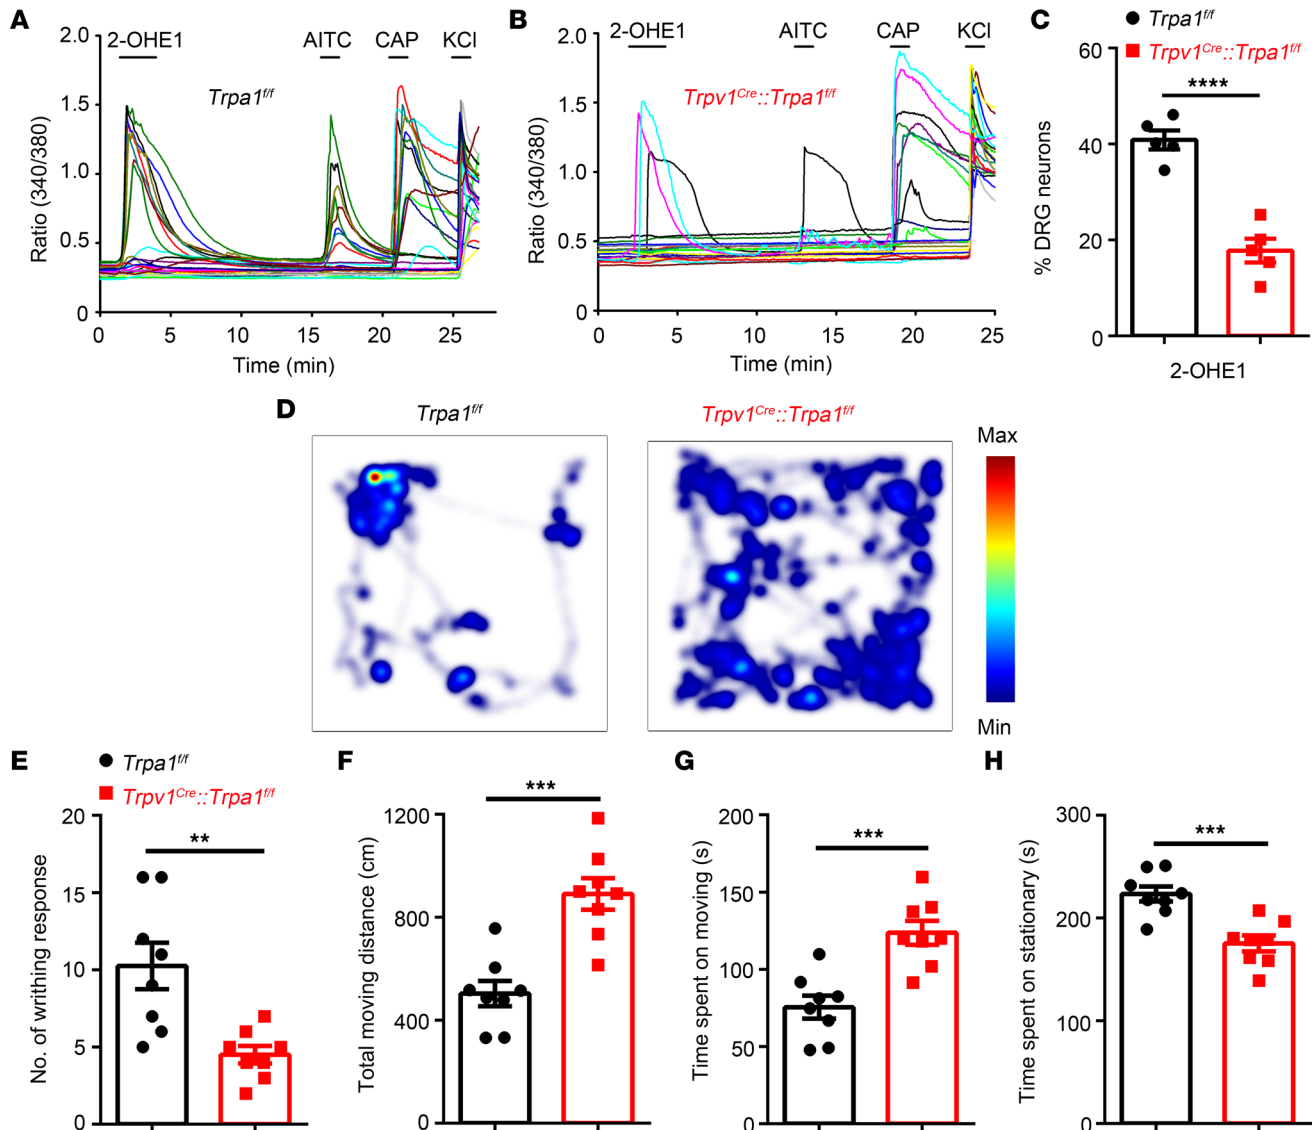 A
2-OHE1 AITC CAP KCl
Trpa1f/f
Ratio (340/380)
2.0
1.5
1.0
0.5
0
0 5 10 15 20 25
Time (min)
B
2-OHE1 AITC CAP KCl
Trpv1Cre::Trpa1f/f
Ratio (340/380)
2.0
1.5
1.0
0.5
0
0 5 10 15 20 25
Time (min)
C
Trpa1f/f
Trpv1Cre::Trpa1f/f
****
% DRG neurons
60
40
20
0
2-OHE1
D
Trpa1f/f
Trpv1Cre::Trpa1f/f
Max
Min
E
Trpa1f/f
Trpv1Cre::Trpa1f/f
**
No. of writhing response
20
15
10
5
0
F
***
Total moving distance (cm)
1200
800
400
0
G
***
Time spent on moving (s)
200
150
100
50
0
H
***
Time spent on stationary (s)
300
200
100
0